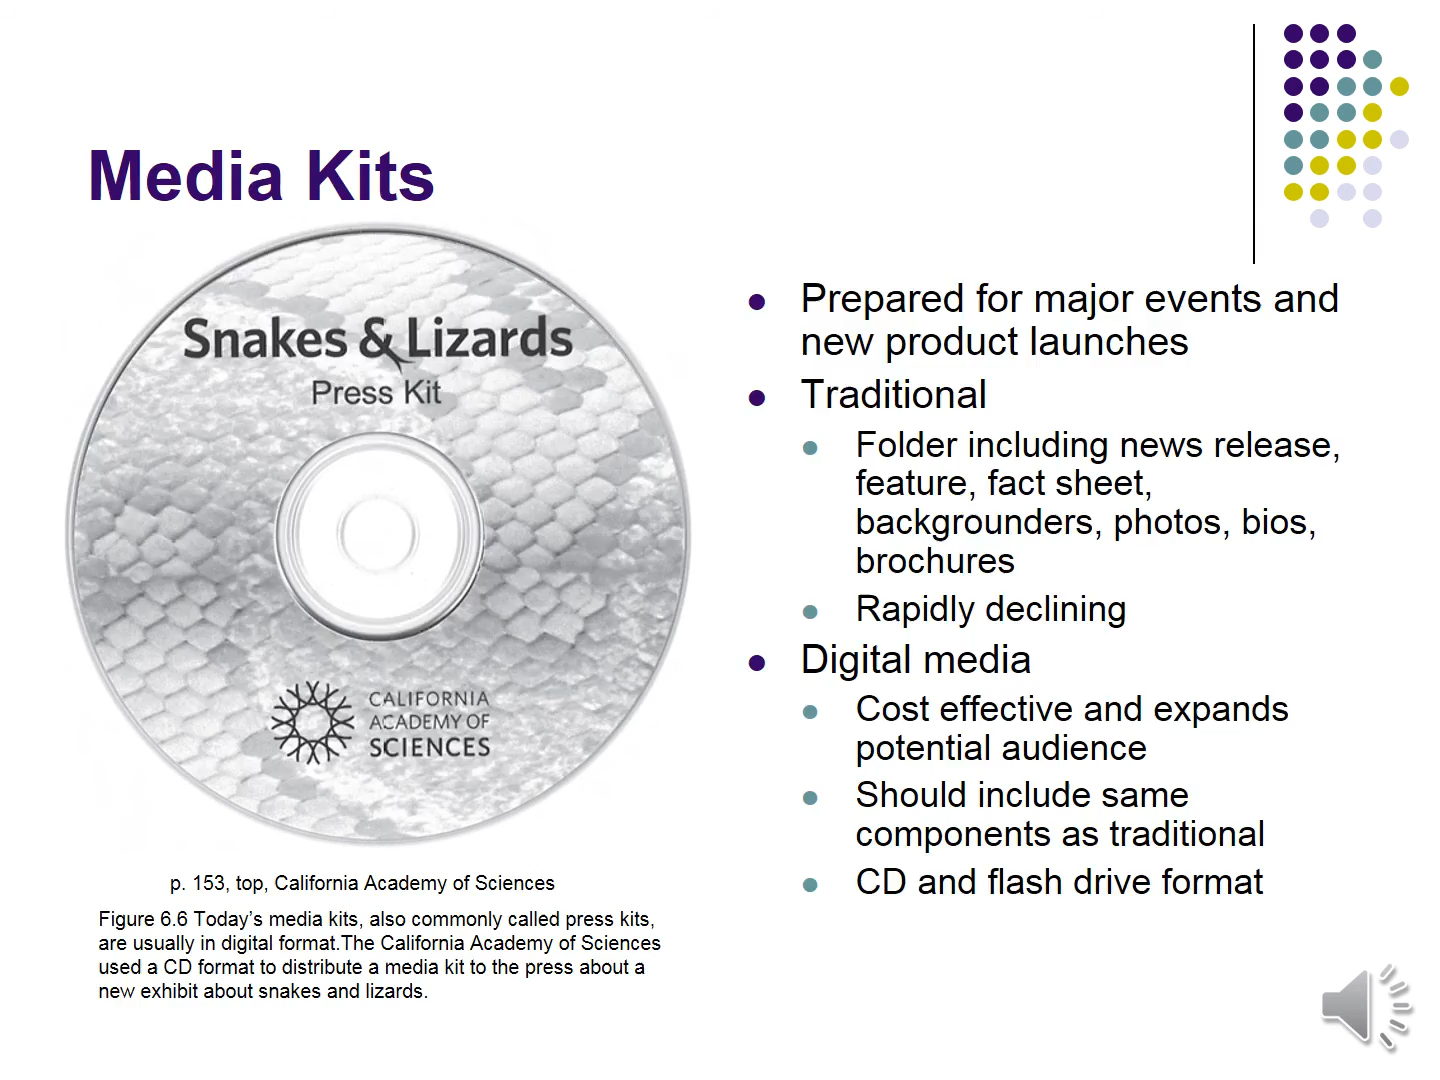 Media Kits
Snakes & Lizards
Press Kit
CALIFORNIA
ACADEMY OF
SCIENCES
p. 153, top, California Academy of Sciences
Figure 6.6 Today’s media kits, also commonly called press kits,
are usually in digital format.The California Academy of Sciences
used a CD format to distribute a media kit to the press about a
new exhibit about snakes and lizards.
Prepared for major events and
new product launches
Traditional
Folder including news release,
feature, fact sheet,
backgrounders, photos, bios,
brochures
Rapidly declining
Digital media
Cost effective and expands
potential audience
Should include same
components as traditional
CD and flash drive format